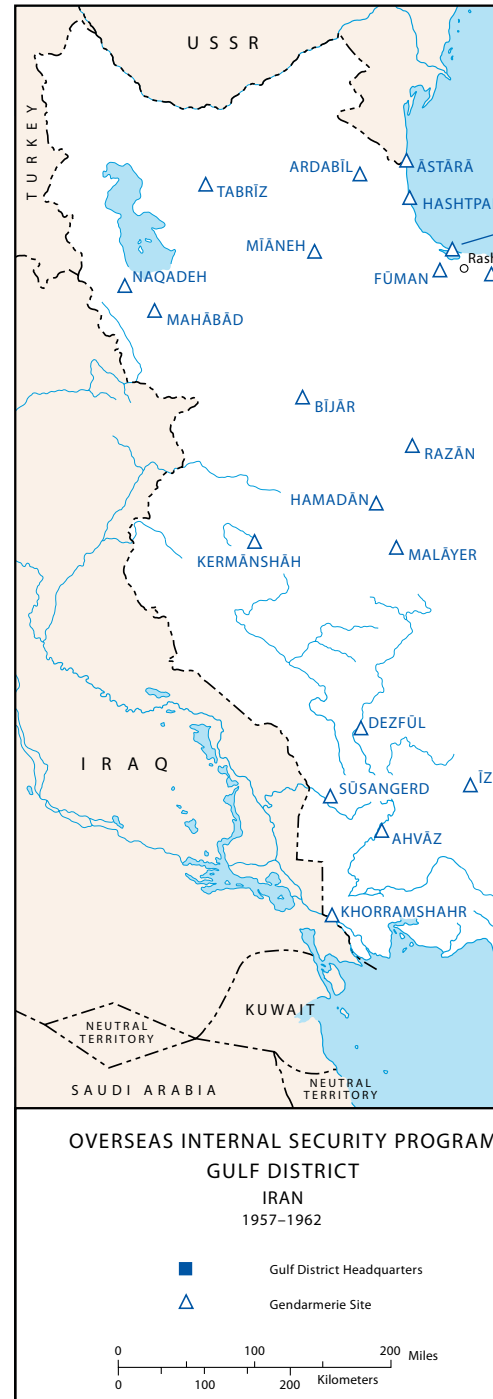 USSR
TURKEY
ARDABĪL
ĀSTĀRĀ
TABRĪZ
HASHTPA
MĪĀNEH
Rash
FŪMAN
NAQADEH
MAHĀBĀD
BĪJĀR
RAZĀN
HAMADĀN
KERMĀNSHĀH
MALĀYER
DEZFŪL
IRAQ
ĪZ
SŪSANGERD
AHVĀZ
KHORRAMSHAHR
KUWAIT
NEUTRAL
TERRITORY
SAUDI ARABIA
NEUTRAL
TERRITORY
OVERSEAS INTERNAL SECURITY PROGRAM
GULF DISTRICT
IRAN
1957–1962
Gulf District Headquarters
Gendarmerie Site
0 100 200 Miles
0 100 200 Kilometers